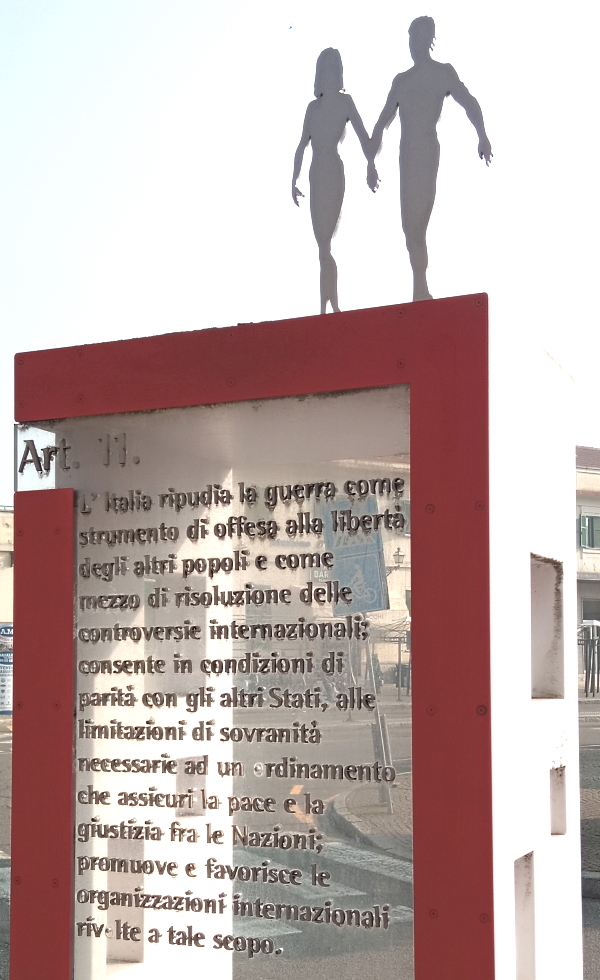 Art. 11.
L' Italia ripudia la guerra come
strumento di offesa alla libertà
degli altri popoli e come
mezzo di risoluzione delle
controversie internazionali;
consente in condizioni di
parità con gli altri Stati, alle
limitazioni di sovranità
necessarie ad un ordinamento
che assicuri la pace e la
giustizia fra le Nazioni;
promuove e favorisce le
organizzazioni internazionali
rivolte a tale scopo.